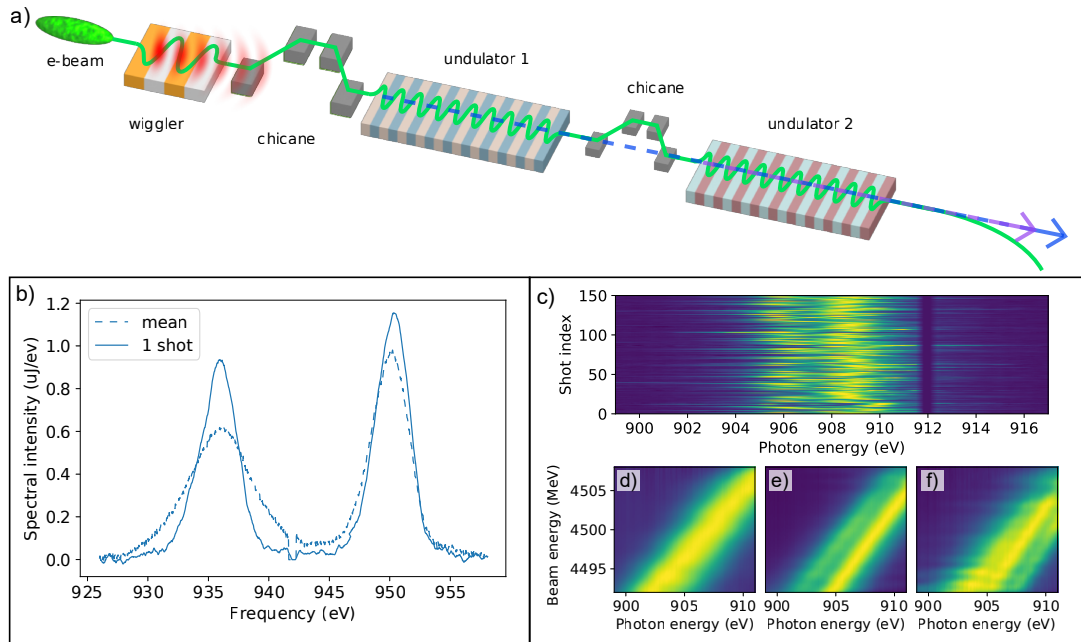 a)
e-beam
wiggler
chicane
undulator 1
chicane
undulator 2
b)
mean
1 shot
Spectral intensity (uJ/ev)
1.2
1.0
0.8
0.6
0.4
0.2
0.0
925 930 935 940 945 950 955
Frequency (eV)
c)
Shot index
150
100
50
0
900 902 904 906 908 910 912 914 916
Photon energy (eV)
Beam energy (MeV)
4505
4500
4495
d)
e)
f)
900 905 910
900 905 910
900 905 910
Photon energy (eV) Photon energy (eV) Photon energy (eV)